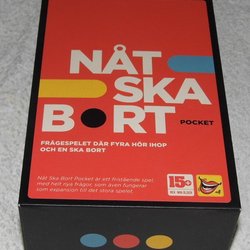 NÅT
SKA
BORT
POCKET
FRÅGESPELET DÄR FYRA HÖR IHOP
OCH EN SKA BORT
Nåt Ska Bort Pocket är ett fristående spel
med helt nya frågor, som även fungerar
som expansion till det stora spelet.
15+